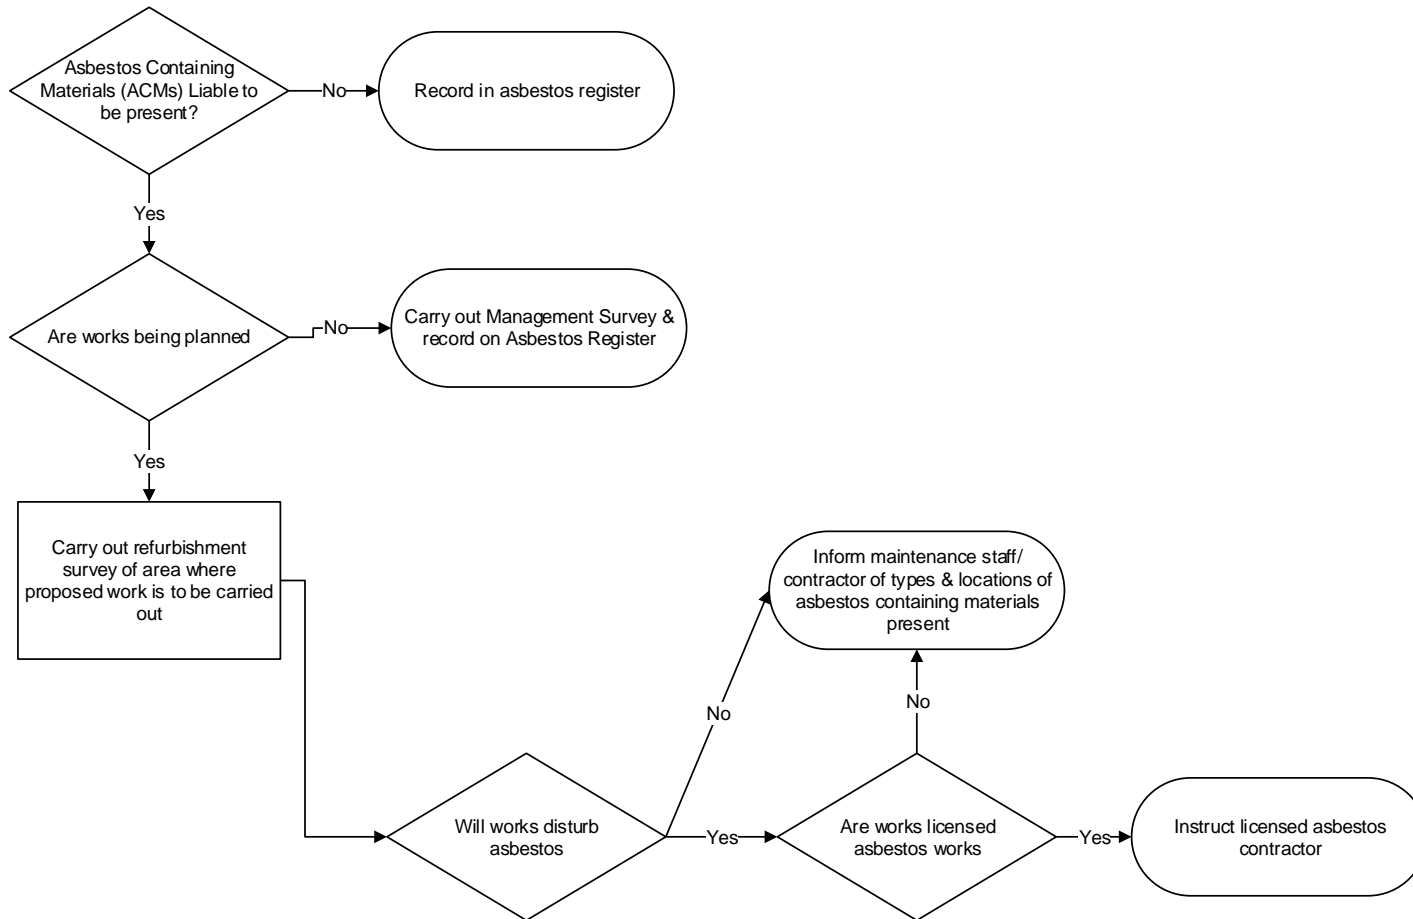 Asbestos Containing
Materials (ACMs) Liable to
be present?
No
Record in asbestos register
Yes
Are works being planned
No
Carry out Management Survey &
record on Asbestos Register
Yes
Carry out refurbishment
survey of area where
proposed work is to be carried
out
Inform maintenance staff/
contractor of types & locations of
asbestos containing materials
present
No
No
Will works disturb
asbestos
Yes
Are works licensed
asbestos works
Yes
Instruct licensed asbestos
contractor